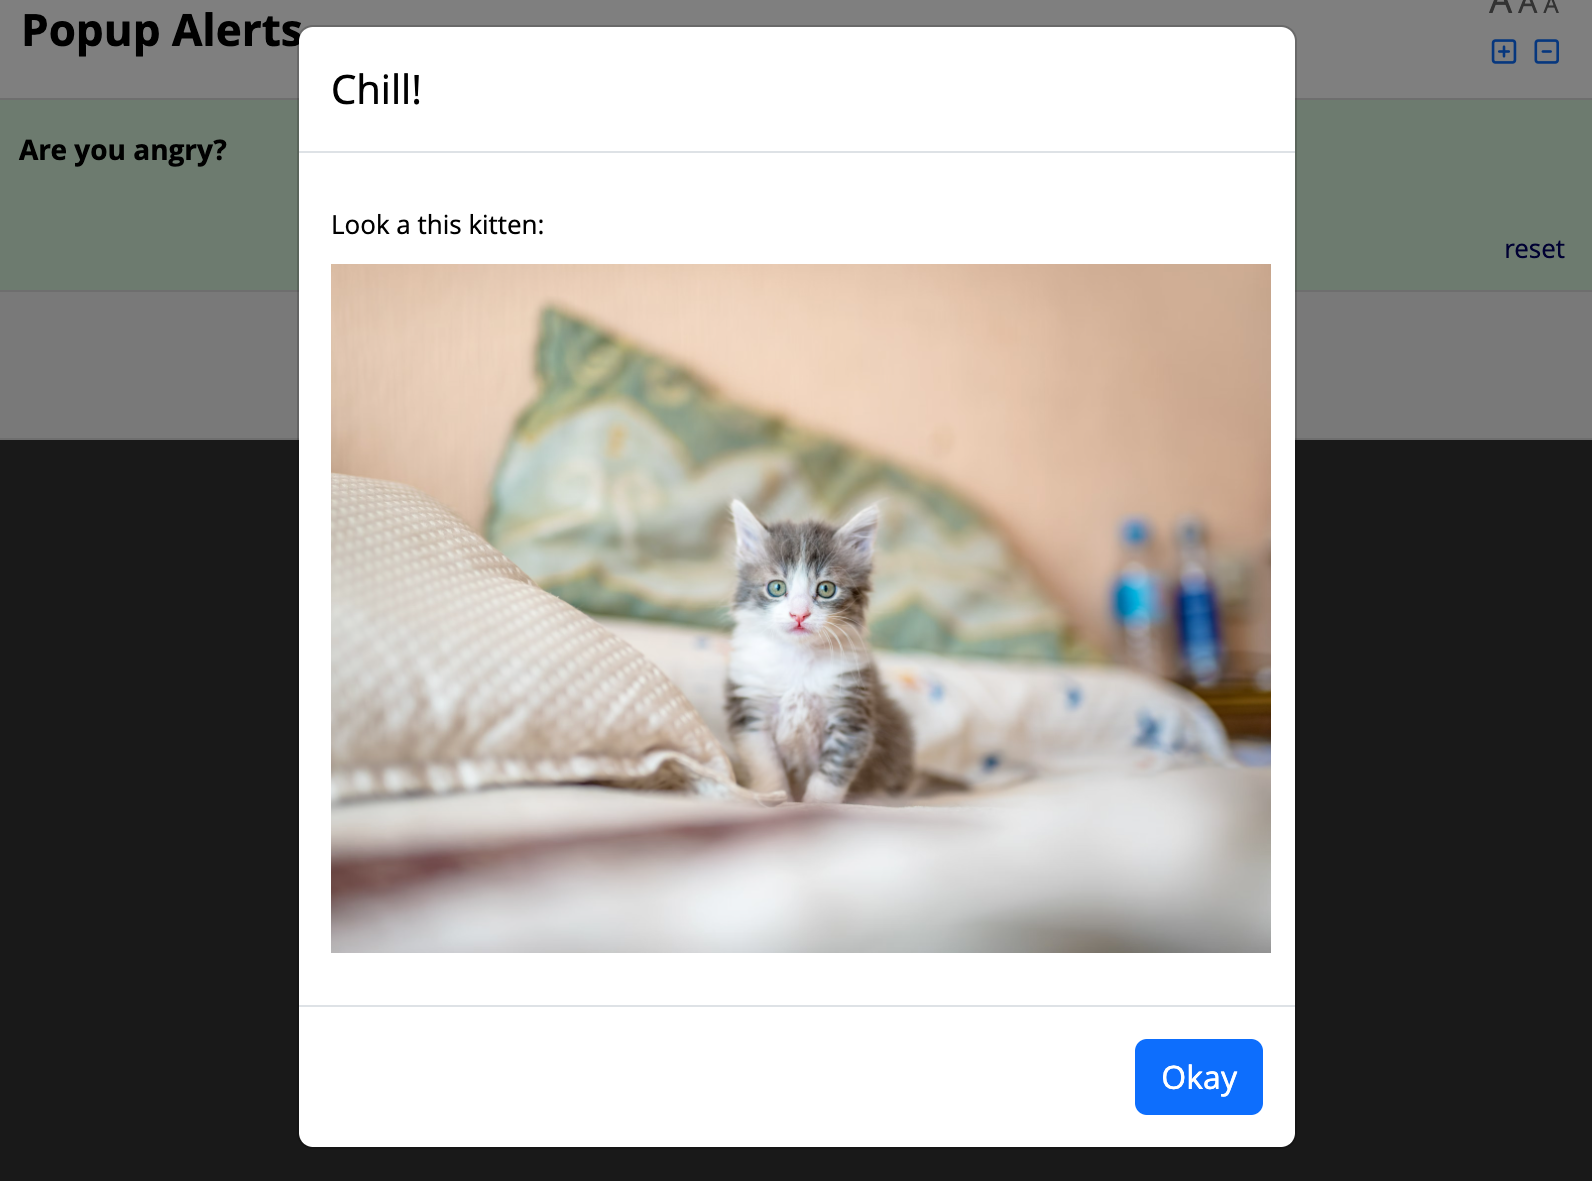 Popup Alerts
A A A
Are you angry?
reset
Chill!
Look a this kitten:
Okay